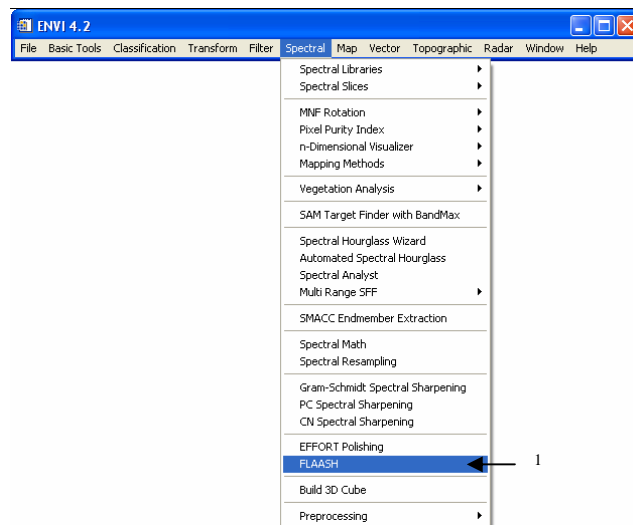 ENVI 4.2
File Basic Tools Classification Transform Filter Spectral Map Vector Topographic Radar Window Help
Spectral Libraries
Spectral Slices
MNF Rotation
Pixel Purity Index
n-Dimensional Visualizer
Mapping Methods
Vegetation Analysis
SAM Target Finder with BandMax
Spectral Hourglass Wizard
Automated Spectral Hourglass
Spectral Analyst
Multi Range SFF
SMACC Endmember Extraction
Spectral Math
Spectral Resampling
Gram-Schmidt Spectral Sharpening
PC Spectral Sharpening
CN Spectral Sharpening
EFFORT Polishing
FLAASH 1
Build 3D Cube
Preprocessing